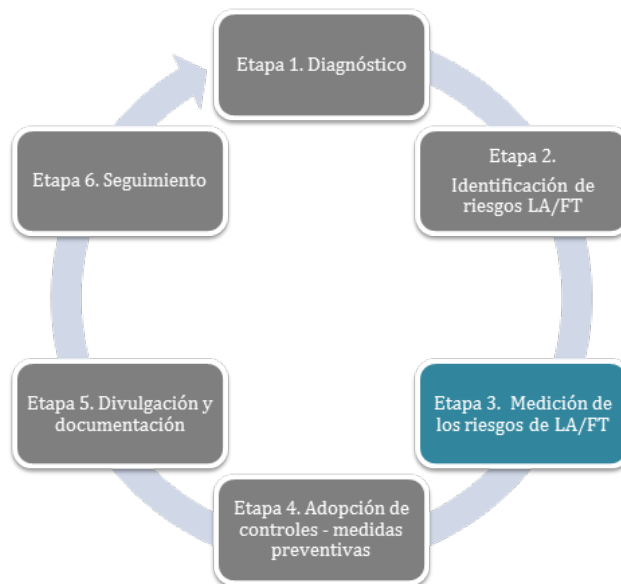 Etapa 1. Diagnóstico
Etapa 2.
Identificación de
riesgos LA/FT
Etapa 3.  Medición de
los riesgos de LA/FT
Etapa 4. Adopción de
controles - medidas
preventivas
Etapa 5. Divulgación y
documentación
Etapa 6. Seguimiento